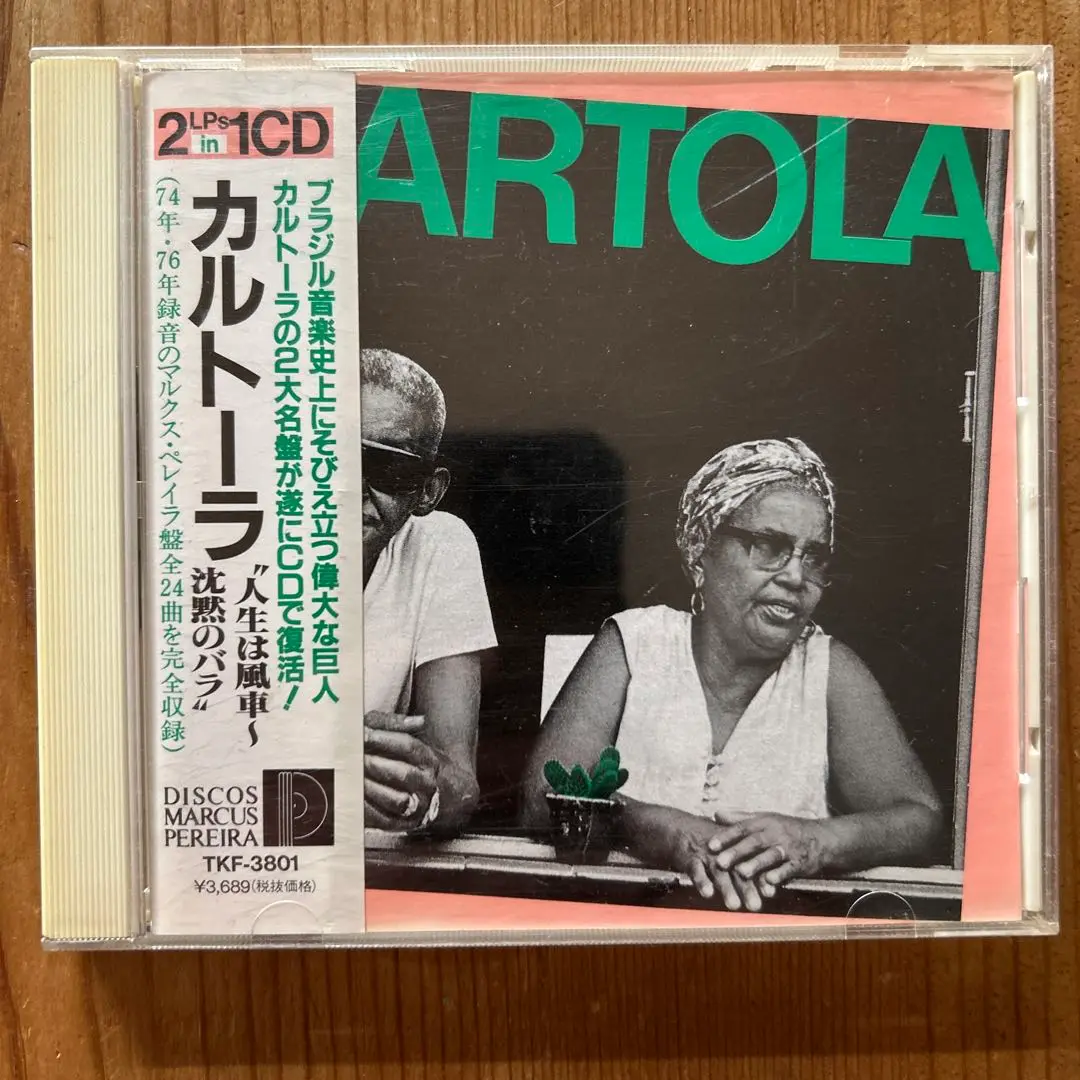 2 LPs in 1CD
ブラジル音楽史上にそびえ立つ偉大な巨人
カルトーラの2大名盤が遂にCDで復活!
カルトーラ
"人生は風車〜
沈黙のバラ"
(74年・76年録音のマルクス・ペレイラ盤全24曲を完全収録)
DISCOS
MARCUS
PEREIRA
TKF-3801
¥3,689(税抜価格)
ARTOLA